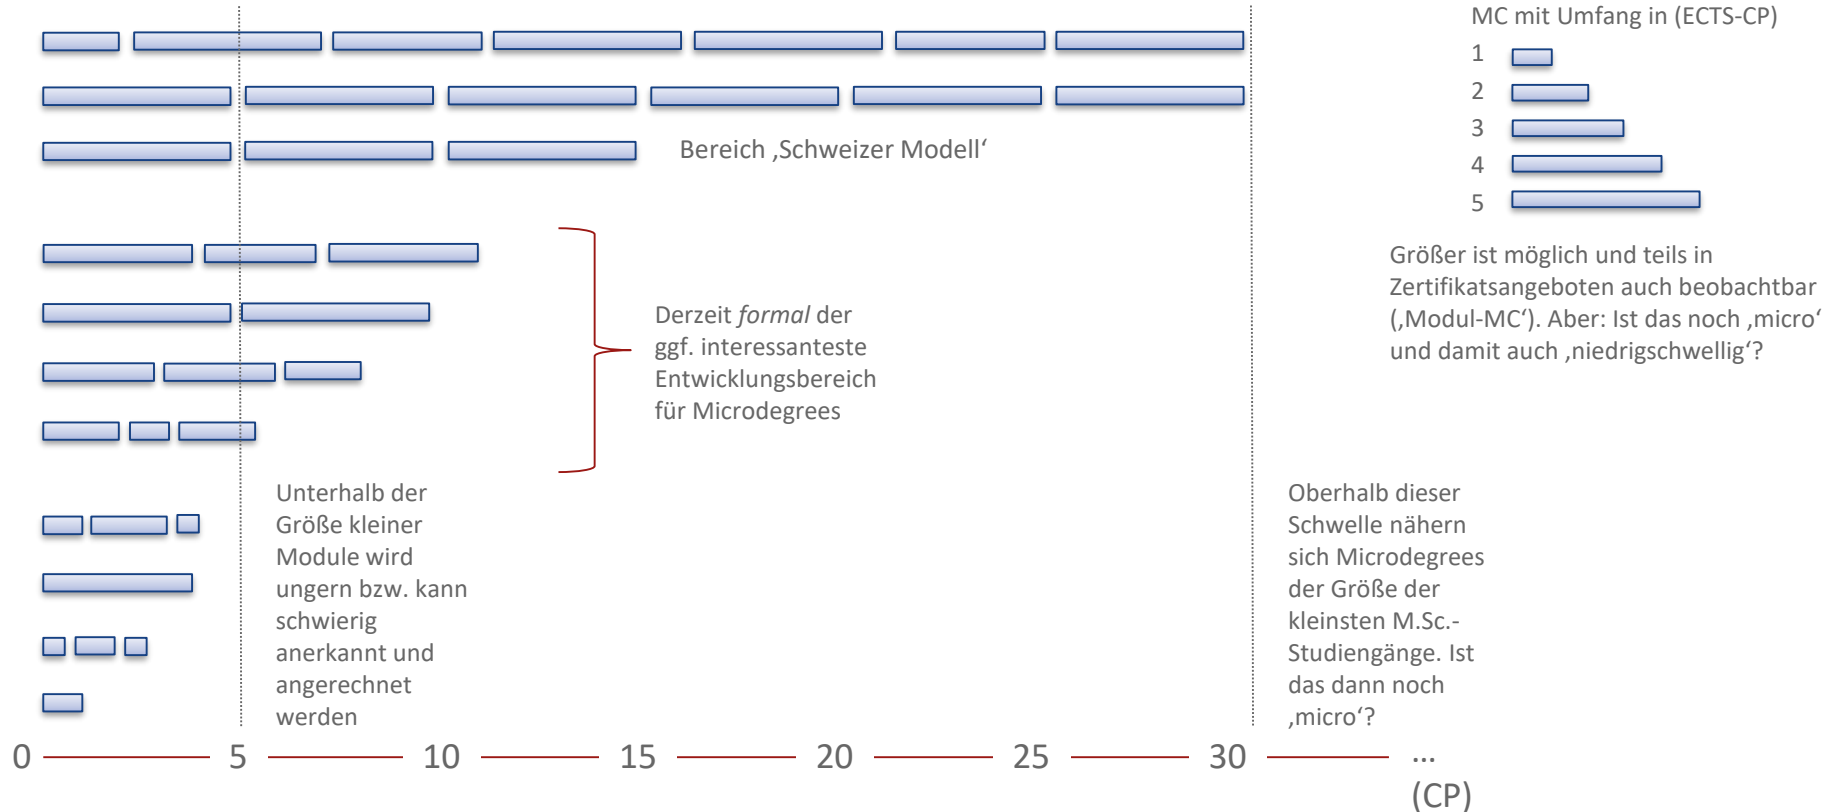 MC mit Umfang in (ECTS-CP)
1
2
3
4
5
Bereich ‚Schweizer Modell‘
Größer ist möglich und teils in
Zertifikatsangeboten auch beobachtbar
(‚Modul-MC‘). Aber: Ist das noch ‚micro‘
und damit auch ‚niedrigschwellig‘?
Derzeit formal der
ggf. interessanteste
Entwicklungsbereich
für Microdegrees
Unterhalb der
Größe kleiner
Module wird
ungern bzw. kann
schwierig
anerkannt und
angerechnet
werden
Oberhalb dieser
Schwelle nähern
sich Microdegrees
der Größe der
kleinsten M.Sc.-
Studiengänge. Ist
das dann noch
‚micro‘?
0 5 10 15 20 25 30 ...
(CP)